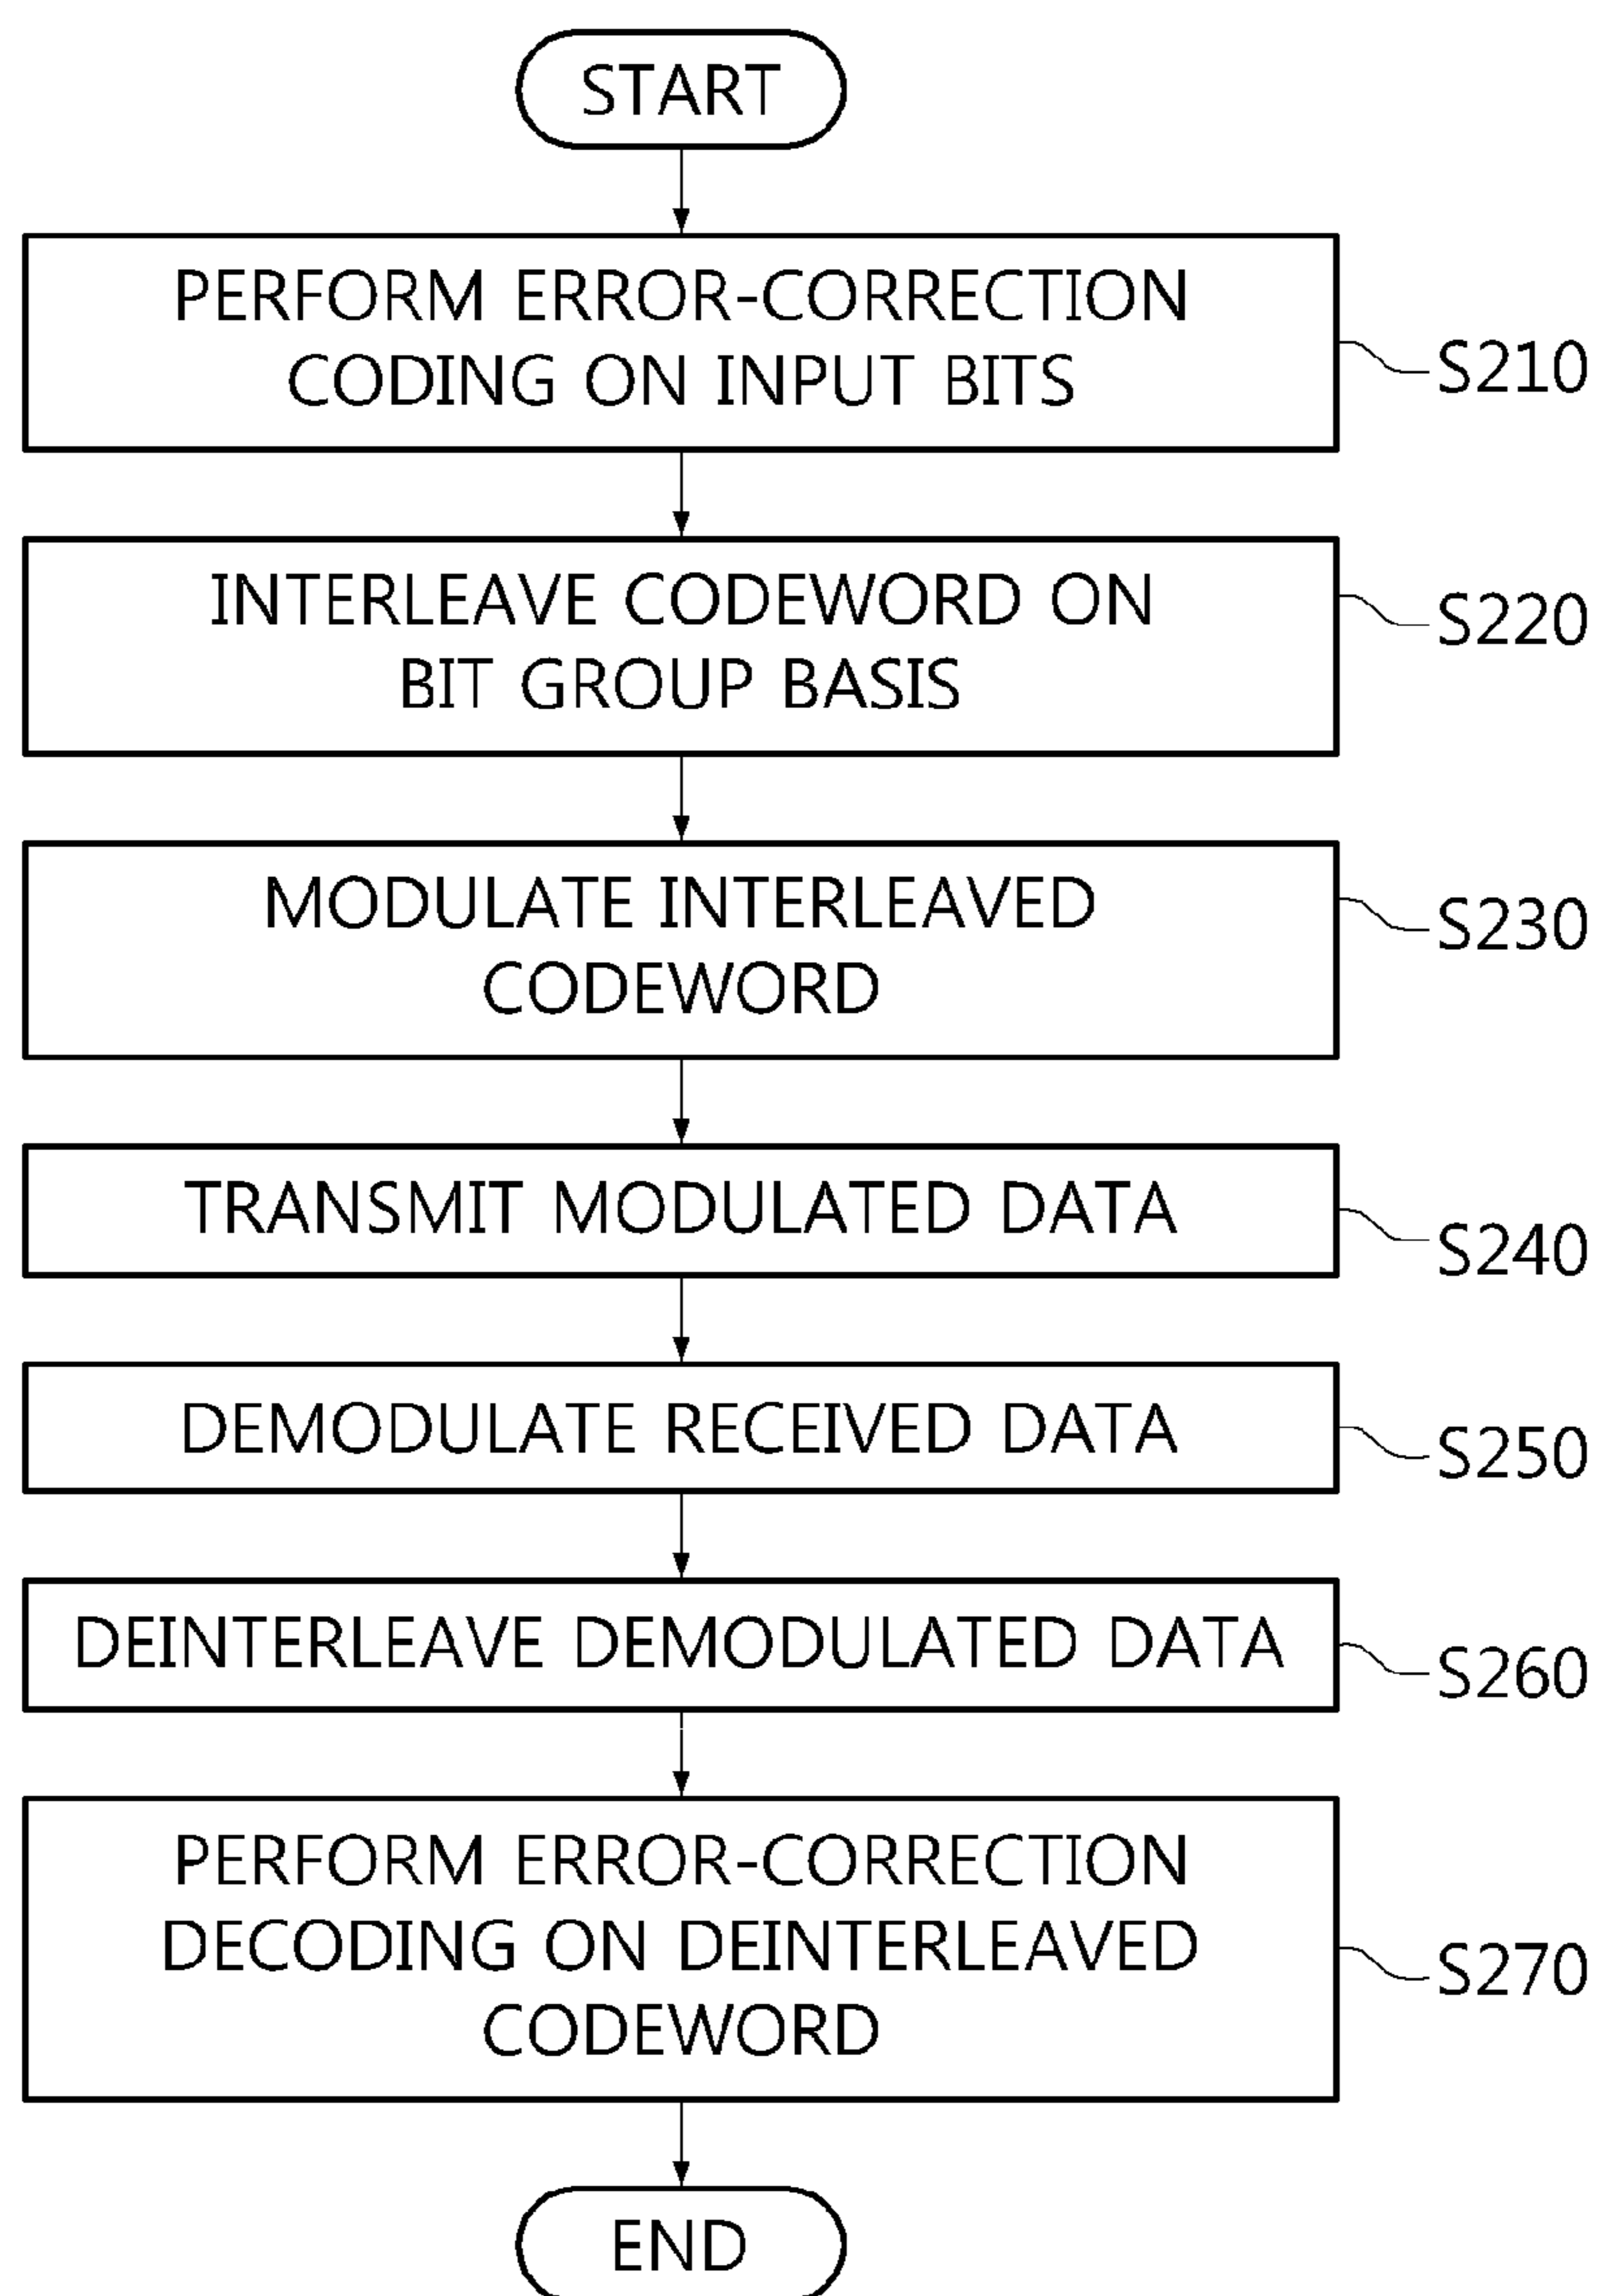 START
PERFORM ERROR-CORRECTION
CODING ON INPUT BITS
S210
INTERLEAVE CODEWORD ON
BIT GROUP BASIS
S220
MODULATE INTERLEAVED
CODEWORD
S230
TRANSMIT MODULATED DATA
S240
DEMODULATE RECEIVED DATA
S250
DEINTERLEAVE DEMODULATED DATA
S260
PERFORM ERROR-CORRECTION
DECODING ON DEINTERLEAVED
CODEWORD
S270
END